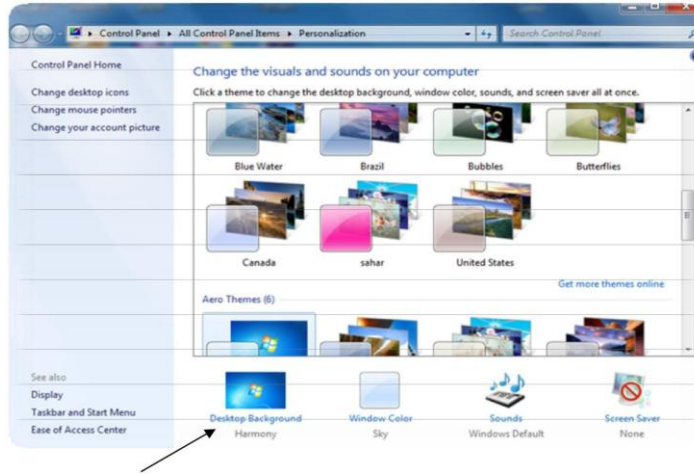 Control Panel ▸ All Control Panel Items ▸ Personalization
Search Control Panel
Control Panel Home
Change desktop icons
Change mouse pointers
Change your account picture
Change the visuals and sounds on your computer
Click a theme to change the desktop background, window color, sounds, and screen saver all at once.
Blue Water Brazil Bubbles Butterflies
Canada sahar United States
Get more themes online
Aero Themes (6)
See also
Display
Taskbar and Start Menu
Ease of Access Center
Desktop Background Window Color Sounds Screen Saver
Harmony Sky Windows Default None